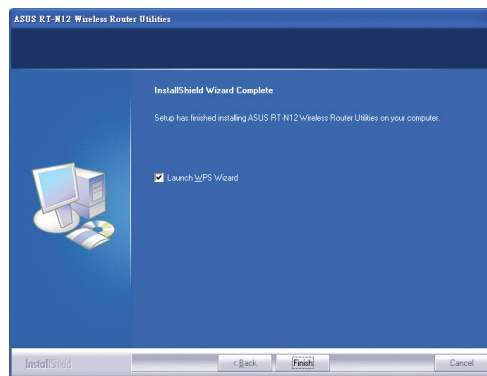 ASUS RT-N12 Wireless Router Utilities
InstallShield Wizard Complete
Setup has finished installing ASUS RT-N12 Wireless Router Utilities on your computer.
Launch WPS Wizard
InstallShield
< Back
Finish
Cancel